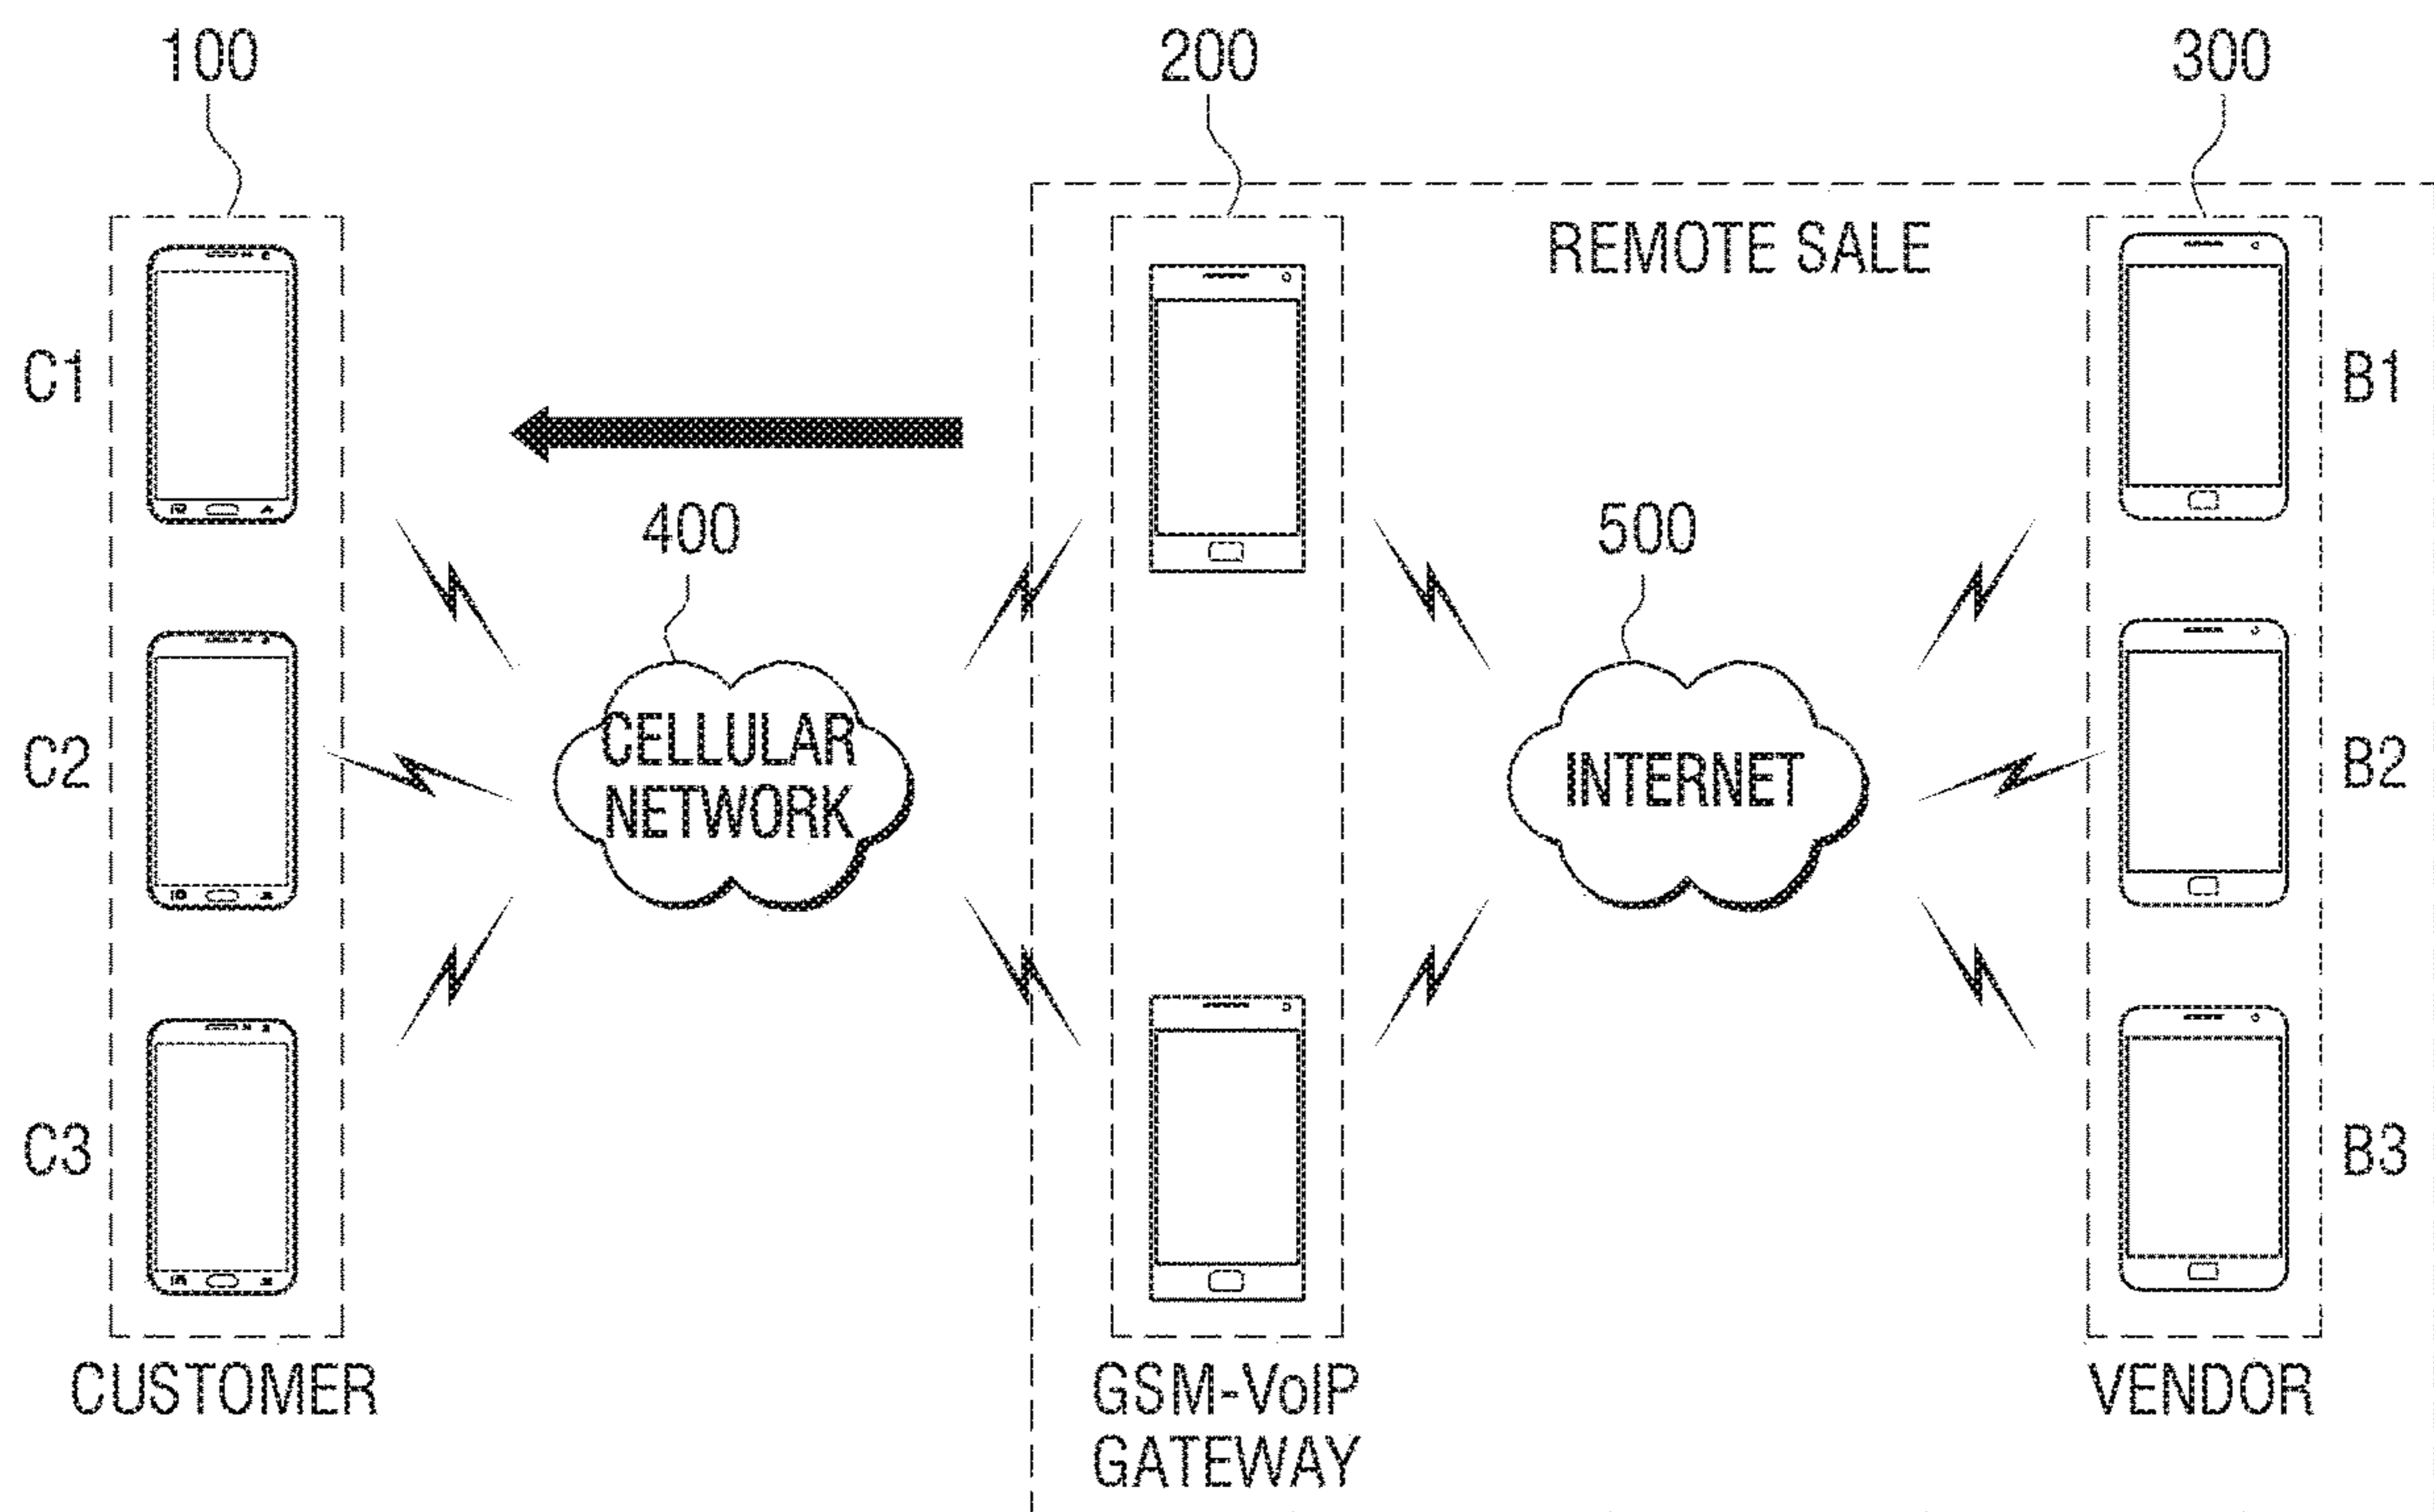 100
200
300
REMOTE SALE
C1
B1
400
500
CELLULAR
NETWORK
INTERNET
C2
B2
C3
B3
CUSTOMER
GSM-VoIP
GATEWAY
VENDOR